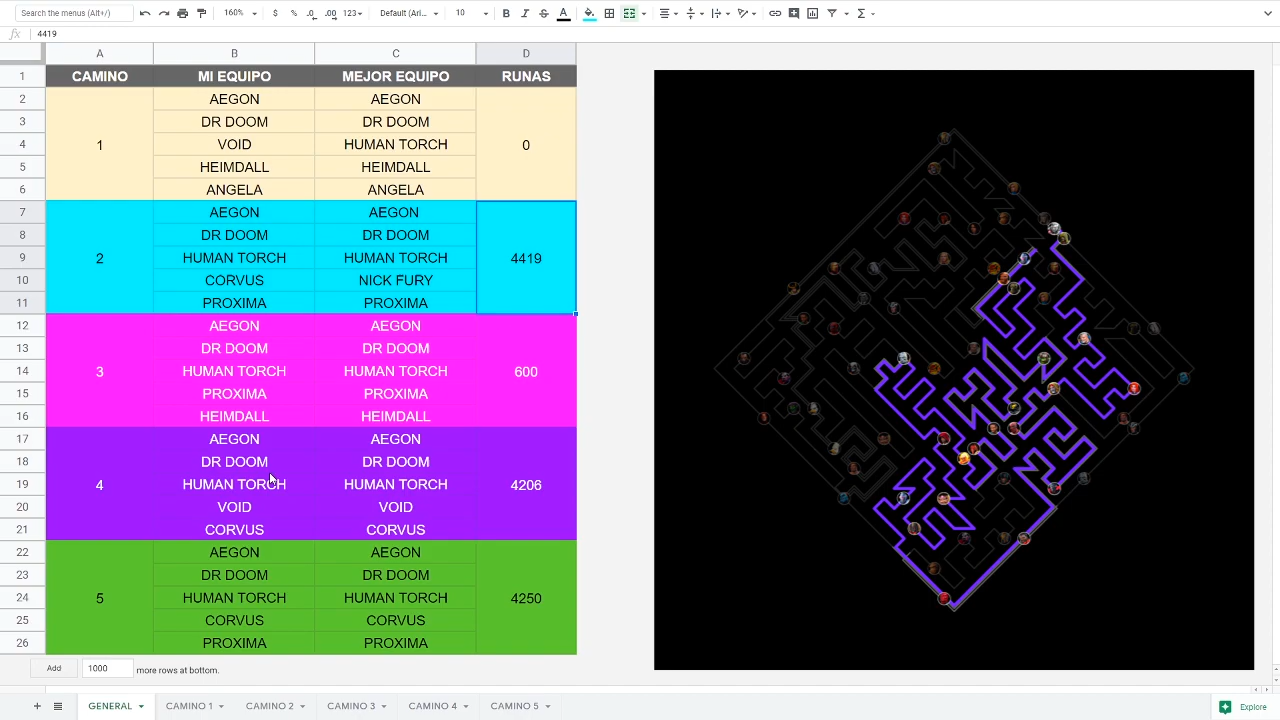 Search the menus (Alt+/)
160%
$ % .0 .00 123
Default (Ari...
10
B I S A
fx 4419
A B C D
1 CAMINO MI EQUIPO MEJOR EQUIPO RUNAS
2 AEGON AEGON
3 DR DOOM DR DOOM
4 1 VOID HUMAN TORCH 0
5 HEIMDALL HEIMDALL
6 ANGELA ANGELA
7 AEGON AEGON
8 DR DOOM DR DOOM
9 2 HUMAN TORCH HUMAN TORCH 4419
10 CORVUS NICK FURY
11 PROXIMA PROXIMA
12 AEGON AEGON
13 DR DOOM DR DOOM
14 3 HUMAN TORCH HUMAN TORCH 600
15 PROXIMA PROXIMA
16 HEIMDALL HEIMDALL
17 AEGON AEGON
18 DR DOOM DR DOOM
19 4 HUMAN TORCH HUMAN TORCH 4206
20 VOID VOID
21 CORVUS CORVUS
22 AEGON AEGON
23 DR DOOM DR DOOM
24 5 HUMAN TORCH HUMAN TORCH 4250
25 CORVUS CORVUS
26 PROXIMA PROXIMA
Add 1000 more rows at bottom.
GENERAL CAMINO 1 CAMINO 2 CAMINO 3 CAMINO 4 CAMINO 5 Explore